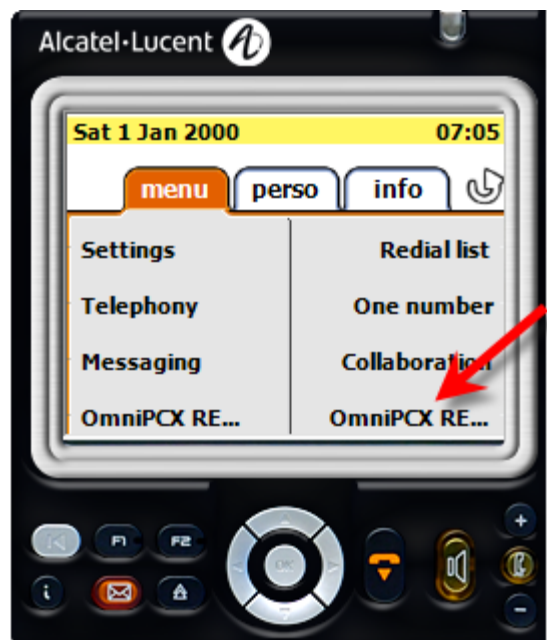 Alcatel·Lucent
Sat 1 Jan 2000 07:05
menu perso info
Settings Redial list
Telephony One number
Messaging Collaboration
OmniPCX RE... OmniPCX RE...
F1 F2
OK
i
+
-